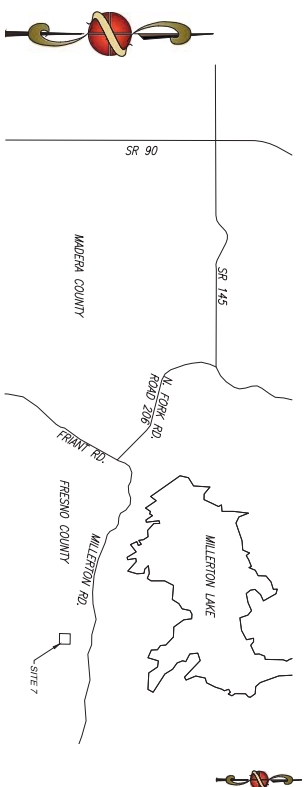 SR 90
MADERA COUNTY
SR 145
N. FORK RD.
ROAD 206
FRIANT RD.
FRESNO COUNTY
MILLERTON RD.
MILLERTON LAKE
SITE 7